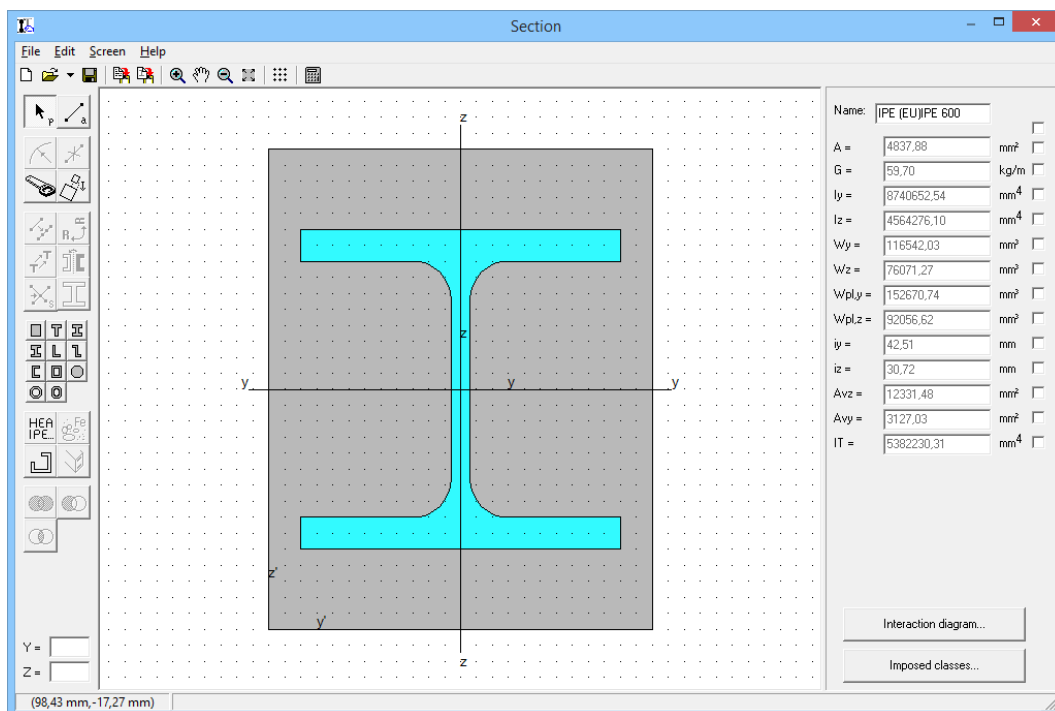 Section
File Edit Screen Help
P
a
R
R
T
T
S
HEA
IPE...
Fe
Y =
Z =
(98,43 mm,-17,27 mm)
z
z
y
y
y
z'
y'
z
Name: IPE (EU)IPE 600
A = 4837,88 mm²
G = 59,70 kg/m
Iy = 8740652,54 mm4
Iz = 4564276,10 mm4
Wy = 116542,03 mm³
Wz = 76071,27 mm³
Wpl,y = 152670,74 mm³
Wpl,z = 92056,62 mm³
iy = 42,51 mm
iz = 30,72 mm
Avz = 12331,48 mm²
Avy = 3127,03 mm²
IT = 5382230,31 mm4
Interaction diagram...
Imposed classes...